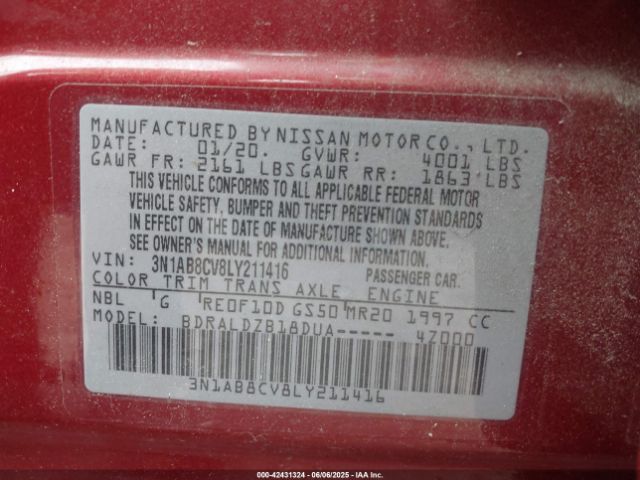 MANUFACTURED BY NISSAN MOTOR CO., LTD.
DATE: 01/20. GVWR: 4001 LBS
GAWR FR: 2161 LBS GAWR RR: 1863 LBS
THIS VEHICLE CONFORMS TO ALL APPLICABLE FEDERAL MOTOR
VEHICLE SAFETY, BUMPER AND THEFT PREVENTION STANDARDS
IN EFFECT ON THE DATE OF MANUFACTURE SHOWN ABOVE.
SEE OWNER'S MANUAL FOR ADDITIONAL INFORMATION.
VIN: 3N1AB8CV8LY211416 PASSENGER CAR.
COLOR TRIM TRANS AXLE ENGINE
NBL G RE0F10D GS50 MR20 1997 CC
MODEL: BDRALDZB18DUA----- 4Z000
3N1AB8CV8LY211416
000-42431324 | 06/06/2025 - IAA Inc.